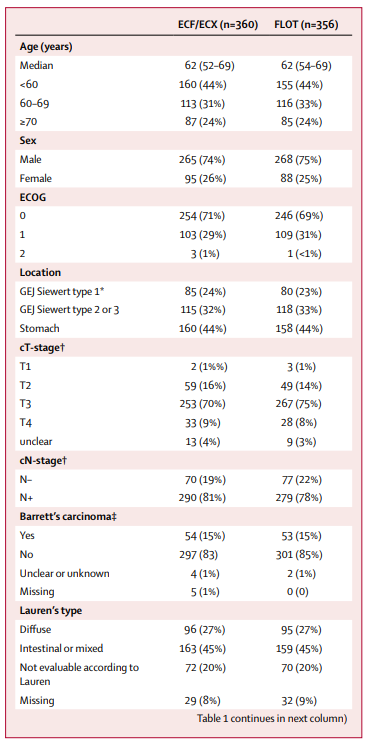 ECF/ECX (n=360) FLOT (n=356)
Age (years)
Median 62 (52–69) 62 (54–69)
<60 160 (44%) 155 (44%)
60–69 113 (31%) 116 (33%)
≥70 87 (24%) 85 (24%)
Sex
Male 265 (74%) 268 (75%)
Female 95 (26%) 88 (25%)
ECOG
0 254 (71%) 246 (69%)
1 103 (29%) 109 (31%)
2 3 (1%) 1 (<1%)
Location
GEJ Siewert type 1* 85 (24%) 80 (23%)
GEJ Siewert type 2 or 3 115 (32%) 118 (33%)
Stomach 160 (44%) 158 (44%)
cT-stage†
T1 2 (1%%) 3 (1%)
T2 59 (16%) 49 (14%)
T3 253 (70%) 267 (75%)
T4 33 (9%) 28 (8%)
unclear 13 (4%) 9 (3%)
cN-stage†
N– 70 (19%) 77 (22%)
N+ 290 (81%) 279 (78%)
Barrett’s carcinoma‡
Yes 54 (15%) 53 (15%)
No 297 (83) 301 (85%)
Unclear or unknown 4 (1%) 2 (1%)
Missing 5 (1%) 0 (0)
Lauren’s type
Diffuse 96 (27%) 95 (27%)
Intestinal or mixed 163 (45%) 159 (45%)
Not evaluable according to 72 (20%) 70 (20%)
Lauren
Missing 29 (8%) 32 (9%)
Table 1 continues in next column)